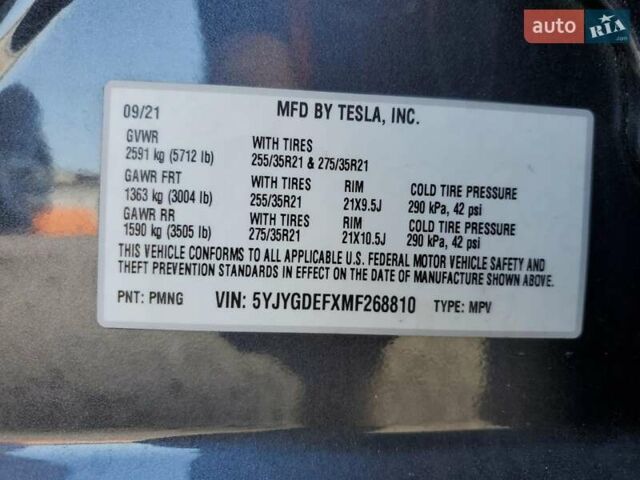 auto RIA.com
09/21 MFD BY TESLA, INC.
GVWR WITH TIRES
2591 kg (5712 lb) 255/35R21 & 275/35R21
GAWR FRT WITH TIRES RIM COLD TIRE PRESSURE
1363 kg (3004 lb) 255/35R21 21X9.5J 290 kPa, 42 psi
GAWR RR WITH TIRES RIM COLD TIRE PRESSURE
1590 kg (3505 lb) 275/35R21 21X10.5J 290 kPa, 42 psi
THIS VEHICLE CONFORMS TO ALL APPLICABLE U.S. FEDERAL MOTOR VEHICLE SAFETY AND
THEFT PREVENTION STANDARDS IN EFFECT ON THE DATE OF MANUFACTURE SHOWN ABOVE.
PNT: PMNG VIN: 5YJYGDEFXMF268810 TYPE: MPV